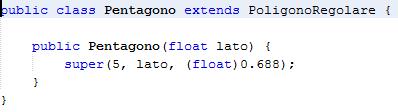 public class Pentagono extends PoligonoRegolare {
public Pentagono(float lato) {
super(5, lato, (float)0.688);
}
}